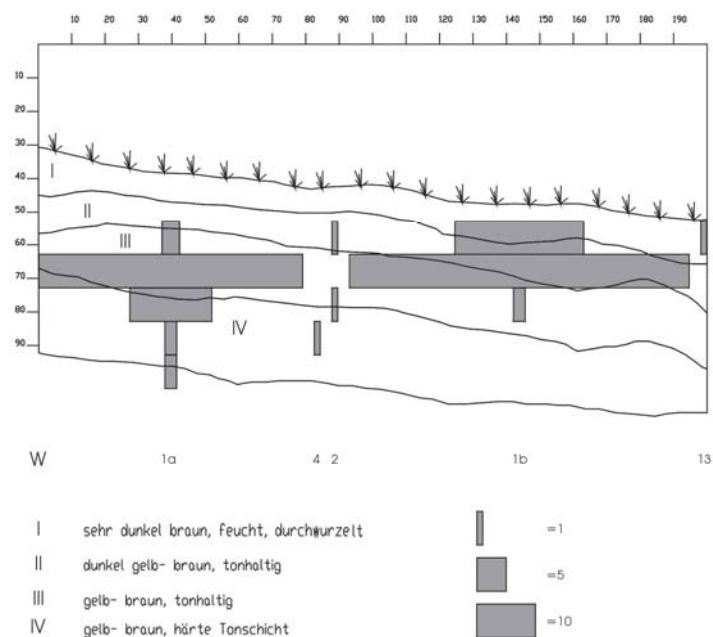 10 20 30 40 50 60 70 80 90 100 110 120 130 140 150 160 170 180 190
10
20
30
40
I
50
II
60
III
70
80
IV
90
W 1a 4 2 1b 13
I sehr dunkel braun, feucht, durchwurzelt =1
II dunkel gelb- braun, tonhaltig =5
III gelb- braun, tonhaltig
IV gelb- braun, härte Tonschicht =10